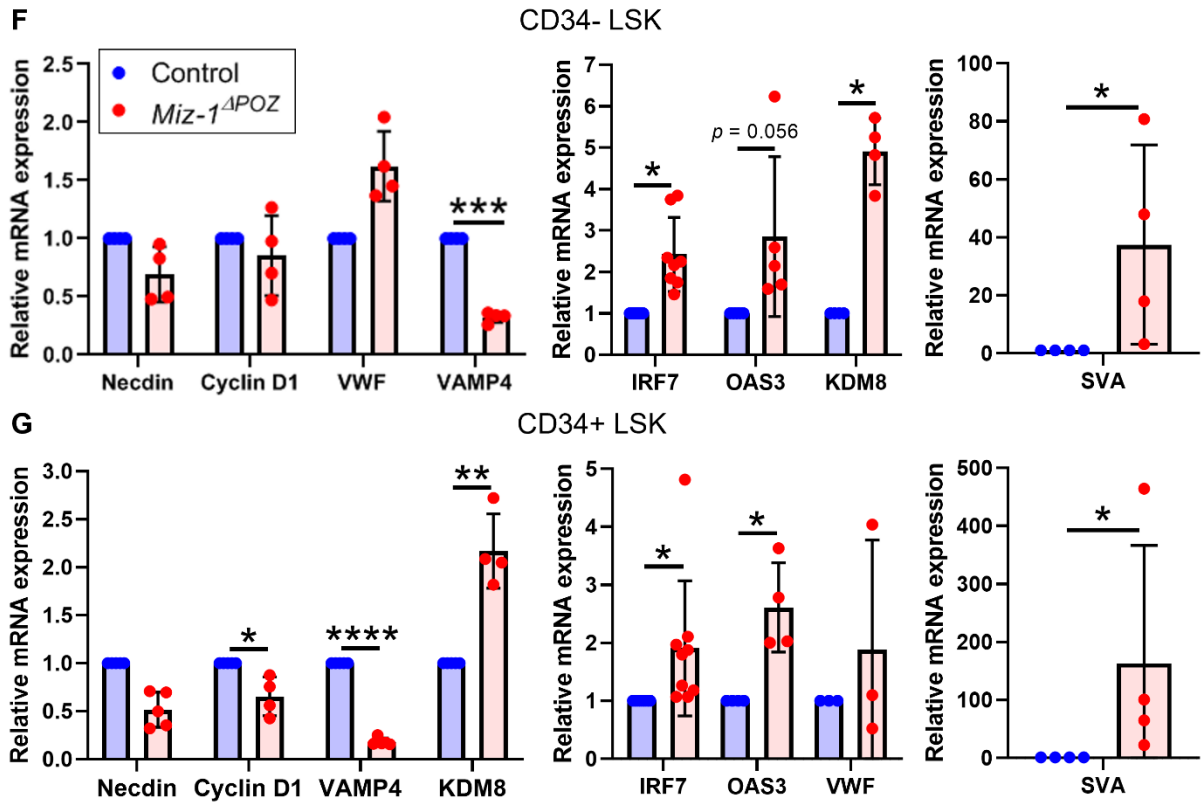 F
CD34- LSK
Relative mRNA expression
2.5
2.0
1.5
1.0
0.5
0.0
Control
Miz-1ΔPOZ
***
Necdin Cyclin D1 VWF VAMP4
Relative mRNA expression
7
6
5
4
3
2
1
0
*
p = 0.056
*
IRF7 OAS3 KDM8
Relative mRNA expression
100
80
60
40
20
0
*
SVA
G
CD34+ LSK
Relative mRNA expression
3.0
2.5
2.0
1.5
1.0
0.5
0.0
*
****
**
Necdin Cyclin D1 VAMP4 KDM8
Relative mRNA expression
5
4
3
2
1
0
*
*
IRF7 OAS3 VWF
Relative mRNA expression
500
400
300
200
100
0
*
SVA